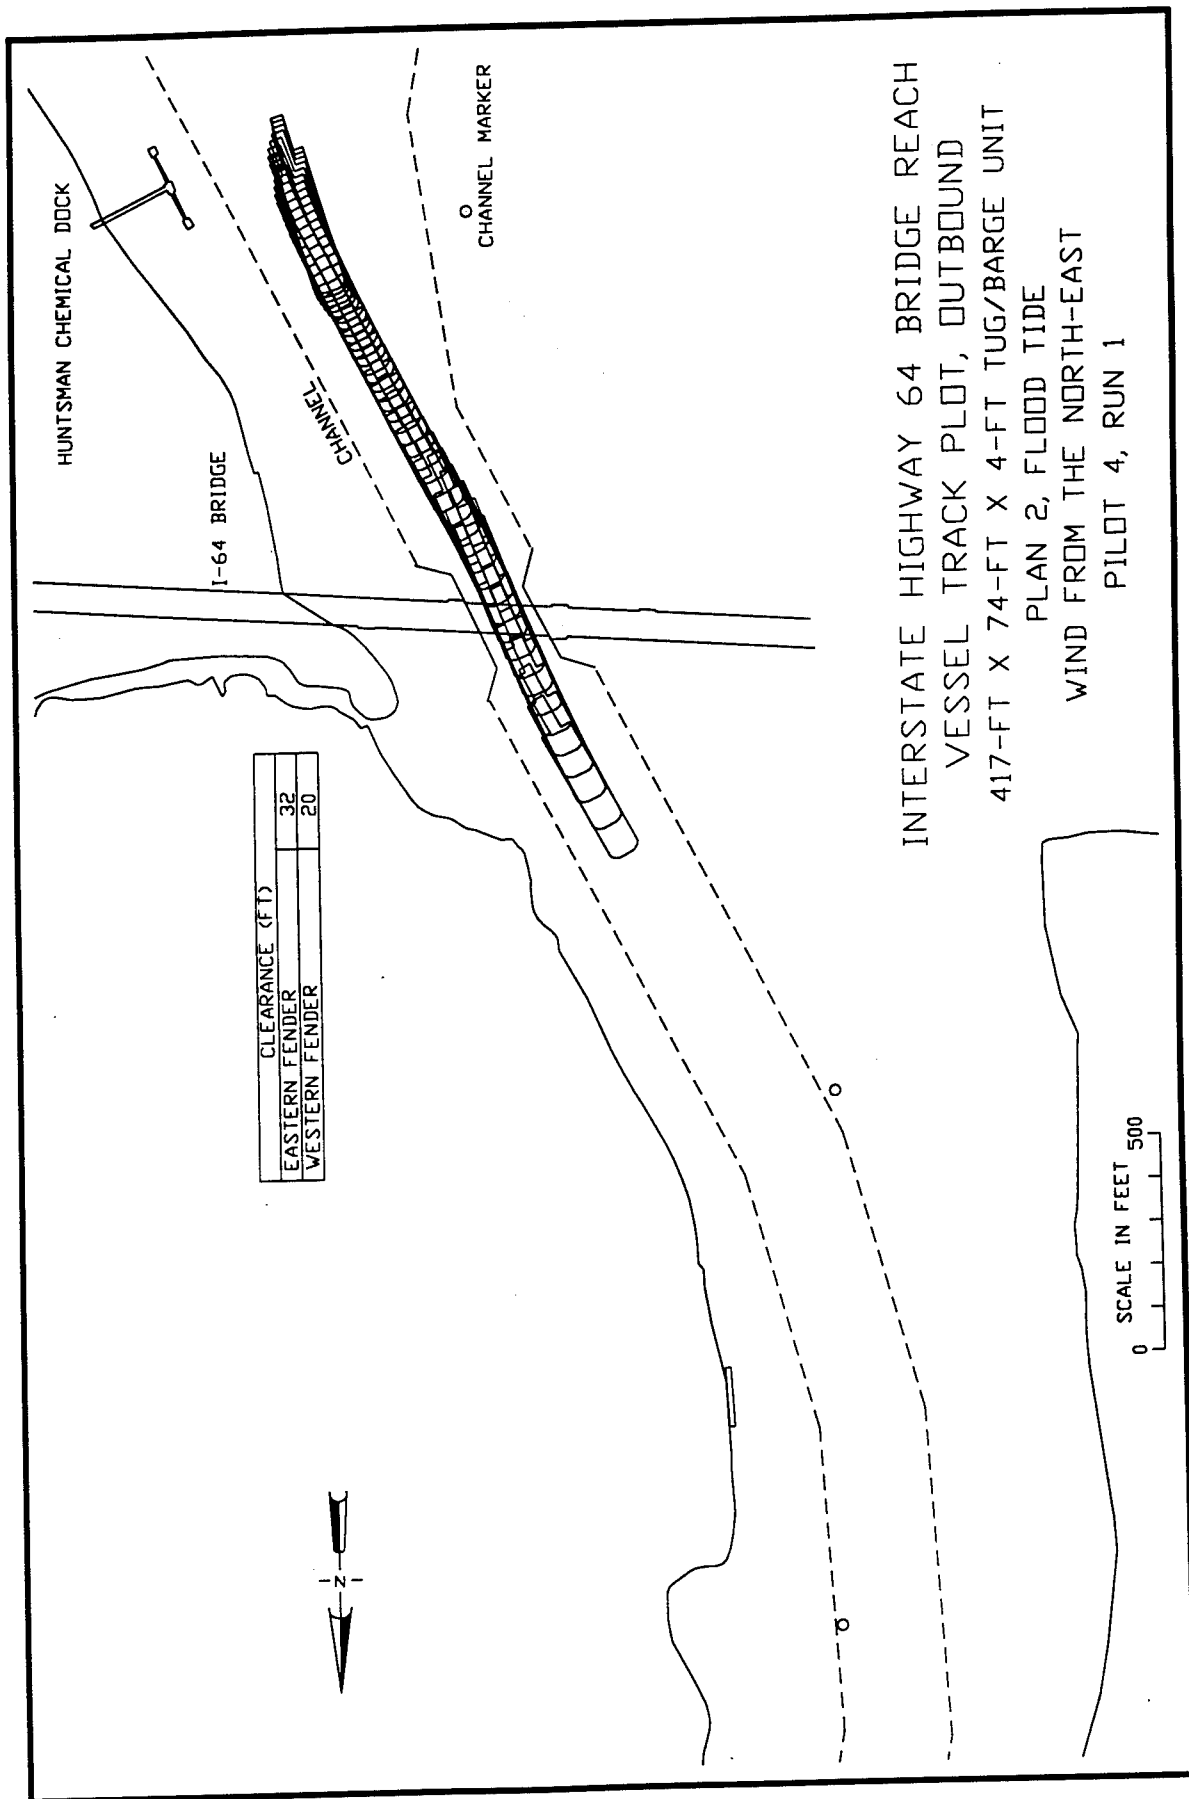 HUNTSMAN CHEMICAL DOCK
CHANNEL
CHANNEL MARKER
I-64 BRIDGE
CLEARANCE (FT)
EASTERN FENDER 32
WESTERN FENDER 20
N
SCALE IN FEET
0 500
INTERSTATE HIGHWAY 64 BRIDGE REACH
VESSEL TRACK PLOT, OUTBOUND
417-FT X 74-FT X 4-FT TUG/BARGE UNIT
PLAN 2, FLOOD TIDE
WIND FROM THE NORTH-EAST
PILOT 4, RUN 1